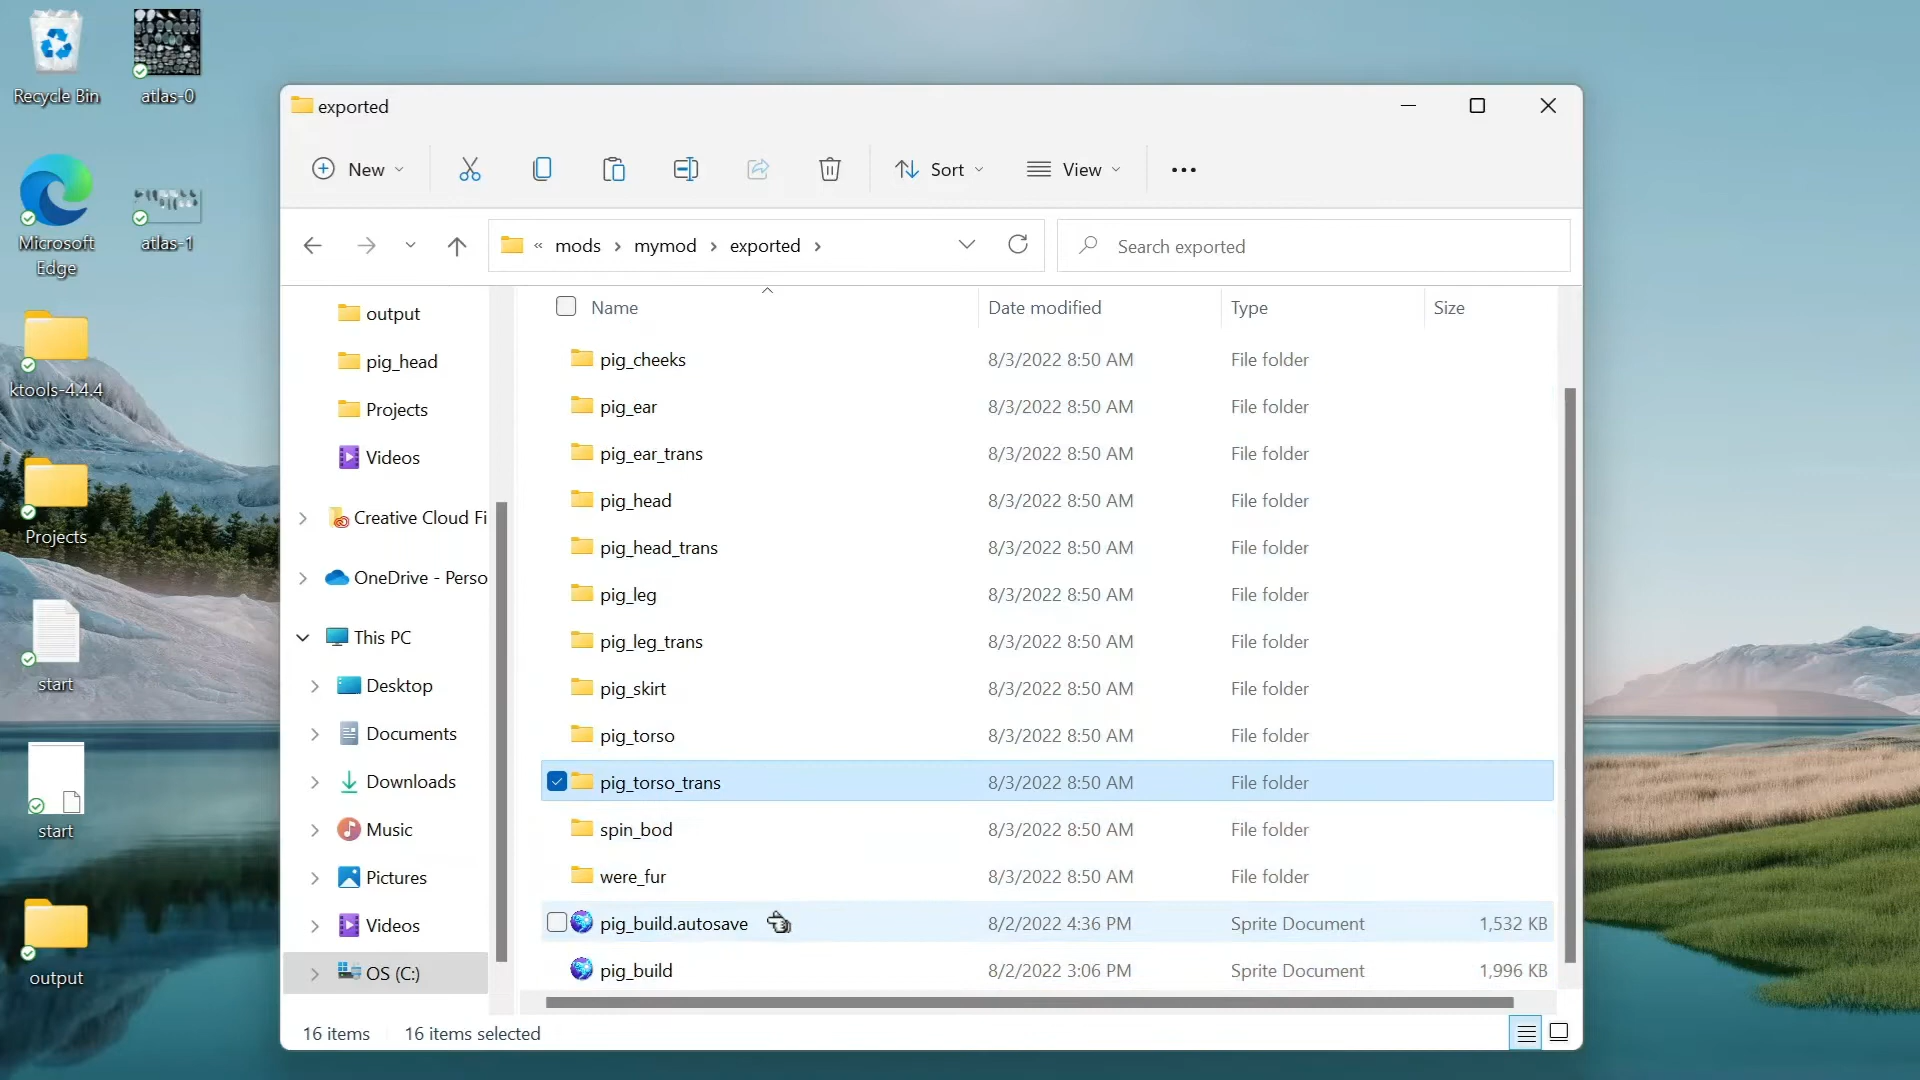 Recycle Bin
atlas-0
Microsoft
Edge
atlas-1
ktools-4.4.4
Projects
start
start
output
exported
New
Sort
View
« mods › mymod › exported ›
Search exported
output
pig_head
Projects
Videos
Creative Cloud Fi
OneDrive - Perso
This PC
Desktop
Documents
Downloads
Music
Pictures
Videos
OS (C:)
Name Date modified Type Size
pig_cheeks 8/3/2022 8:50 AM File folder
pig_ear 8/3/2022 8:50 AM File folder
pig_ear_trans 8/3/2022 8:50 AM File folder
pig_head 8/3/2022 8:50 AM File folder
pig_head_trans 8/3/2022 8:50 AM File folder
pig_leg 8/3/2022 8:50 AM File folder
pig_leg_trans 8/3/2022 8:50 AM File folder
pig_skirt 8/3/2022 8:50 AM File folder
pig_torso 8/3/2022 8:50 AM File folder
pig_torso_trans 8/3/2022 8:50 AM File folder
spin_bod 8/3/2022 8:50 AM File folder
were_fur 8/3/2022 8:50 AM File folder
pig_build.autosave 8/2/2022 4:36 PM Sprite Document 1,532 KB
pig_build 8/2/2022 3:06 PM Sprite Document 1,996 KB
16 items 16 items selected